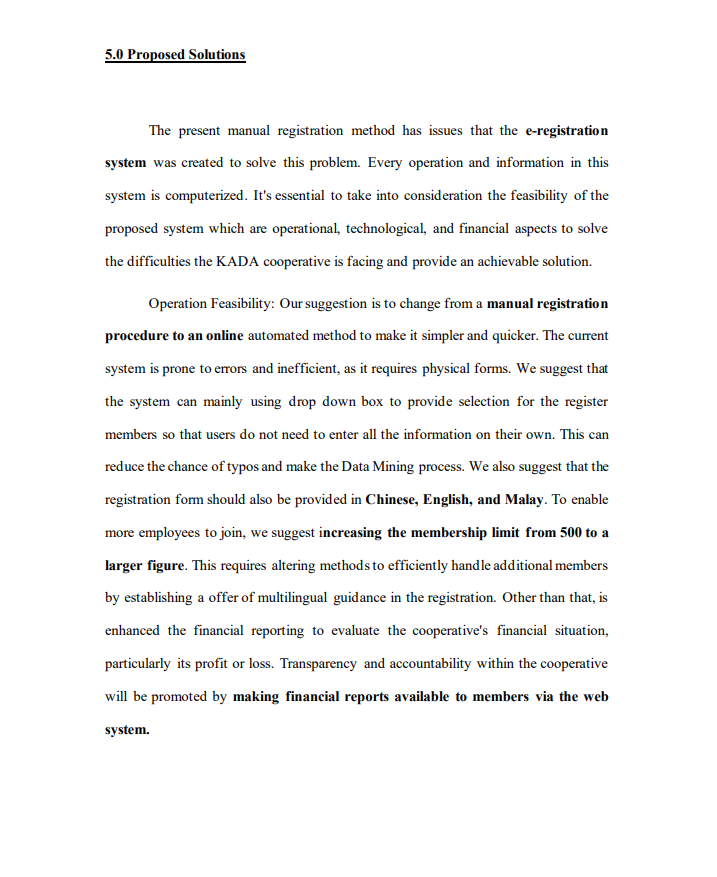 5.0 Proposed Solutions
The present manual registration method has issues that the e-registration
system was created to solve this problem. Every operation and information in this
system is computerized. It's essential to take into consideration the feasibility of the
proposed system which are operational, technological, and financial aspects to solve
the difficulties the KADA cooperative is facing and provide an achievable solution.
Operation Feasibility: Our suggestion is to change from a manual registration
procedure to an online automated method to make it simpler and quicker. The current
system is prone to errors and inefficient, as it requires physical forms. We suggest that
the system can mainly using drop down box to provide selection for the register
members so that users do not need to enter all the information on their own. This can
reduce the chance of typos and make the Data Mining process. We also suggest that the
registration form should also be provided in Chinese, English, and Malay. To enable
more employees to join, we suggest increasing the membership limit from 500 to a
larger figure. This requires altering methods to efficiently handle additional members
by establishing a offer of multilingual guidance in the registration. Other than that, is
enhanced the financial reporting to evaluate the cooperative's financial situation,
particularly its profit or loss. Transparency and accountability within the cooperative
will be promoted by making financial reports available to members via the web
system.